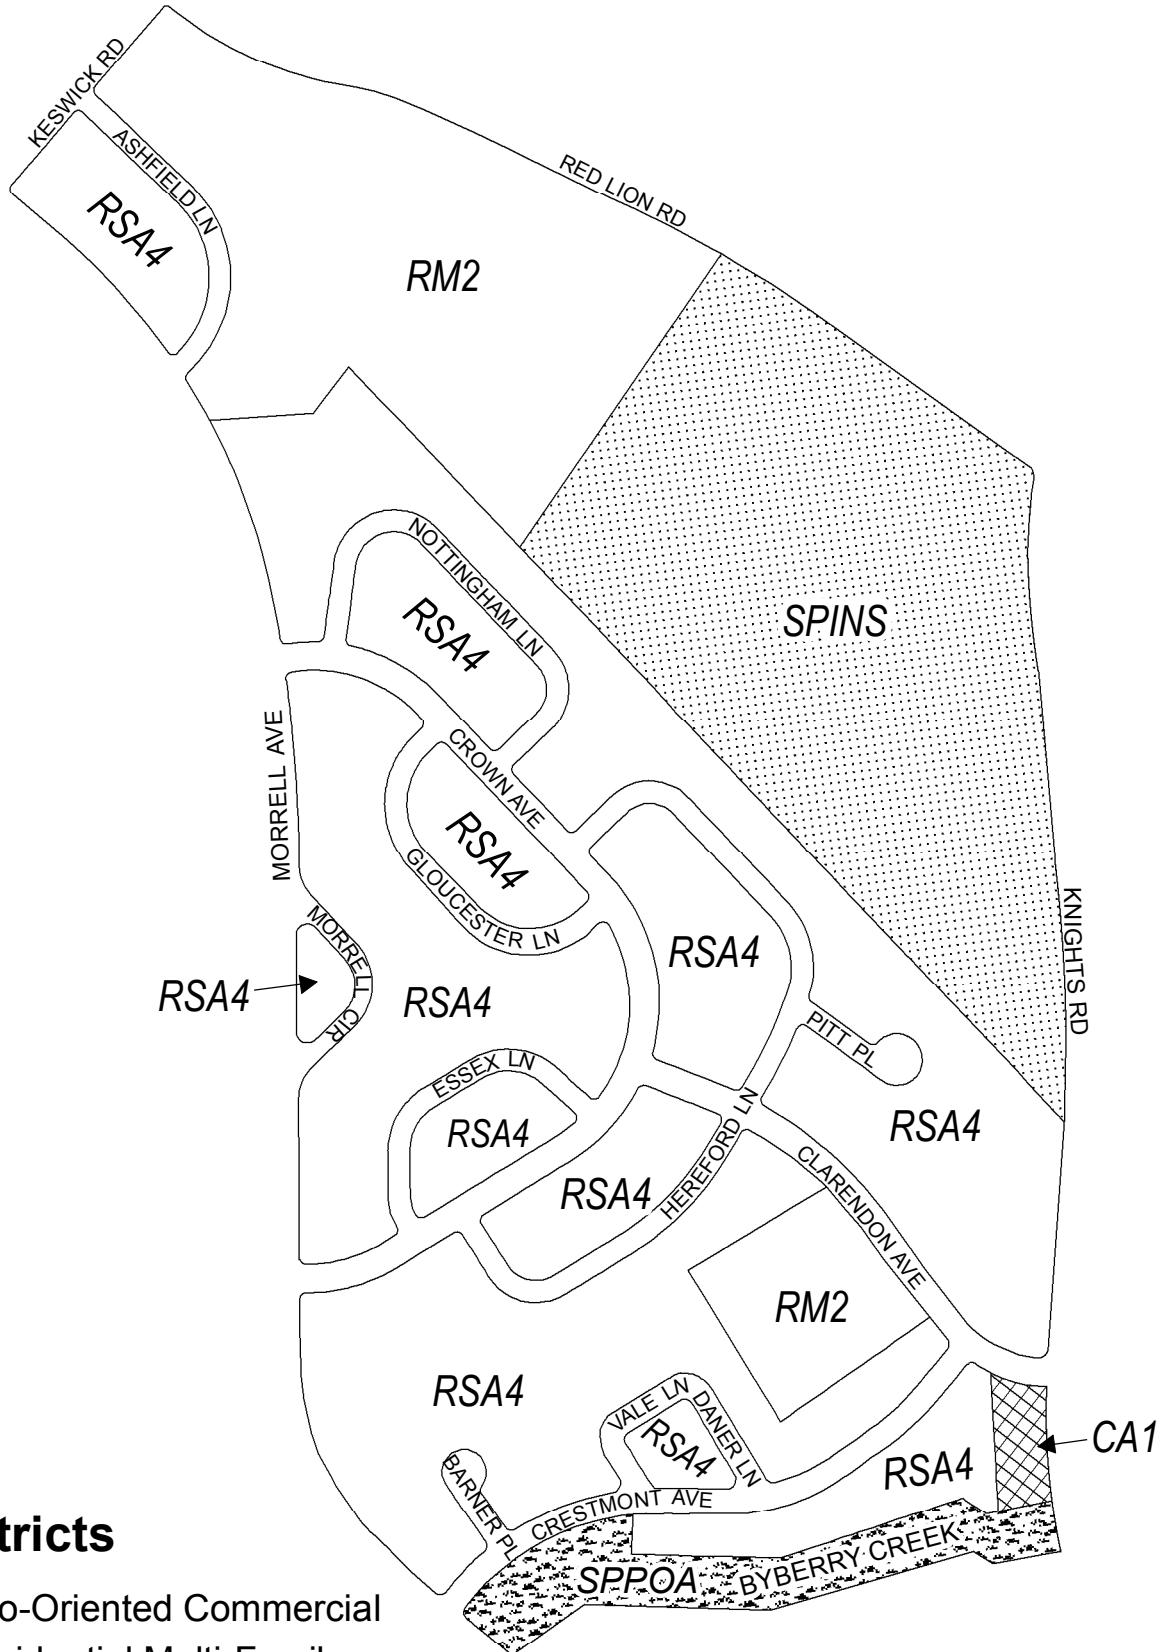 KESWICK RD
ASHFIELD LN
RSA4
RED LION RD
RM2
SPINS
NOTTINGHAM LN
RSA4
MORRELL AVE
CROWN AVE
RSA4
GLOUCESTER LN
KNIGHTS RD
MORRELL CIR
RSA4
RSA4
RSA4
PITT PL
ESSEX LN
RSA4
RSA4
HEREFORD LN
RSA4
CLARENDON AVE
RM2
RSA4
VALE LN
DANER LN
RSA4
CA1
RSA4
BARNER PL
CRESTMONT AVE
SPPOA
BYBERRY CREEK
tricts
o-Oriented Commercial